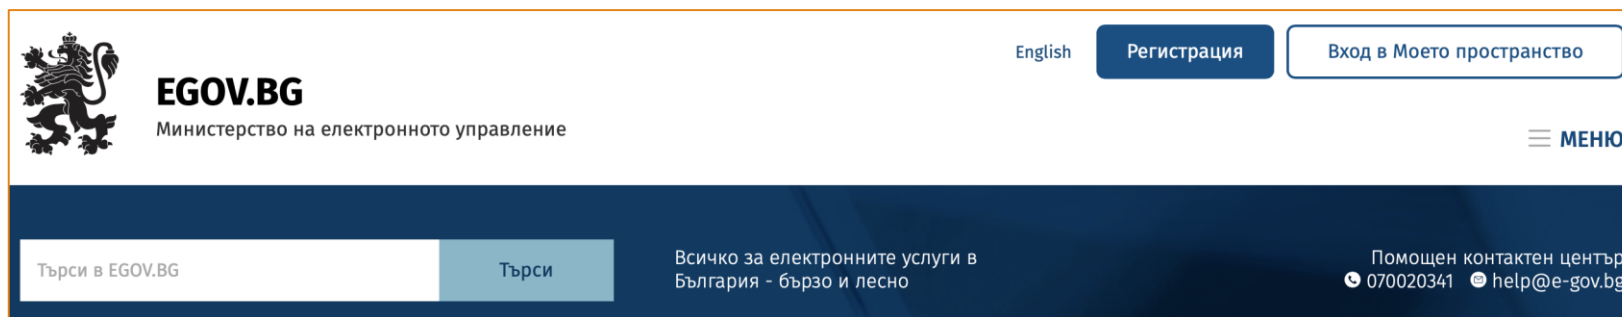 English
Регистрация
Вход в Моето пространство
EGOV.BG
Министерство на електронното управление
МЕНЮ
Търси в EGOV.BG
Търси
Всичко за електронните услуги в
България - бързо и лесно
Помощен контактен център
070020341 help@e-gov.bg